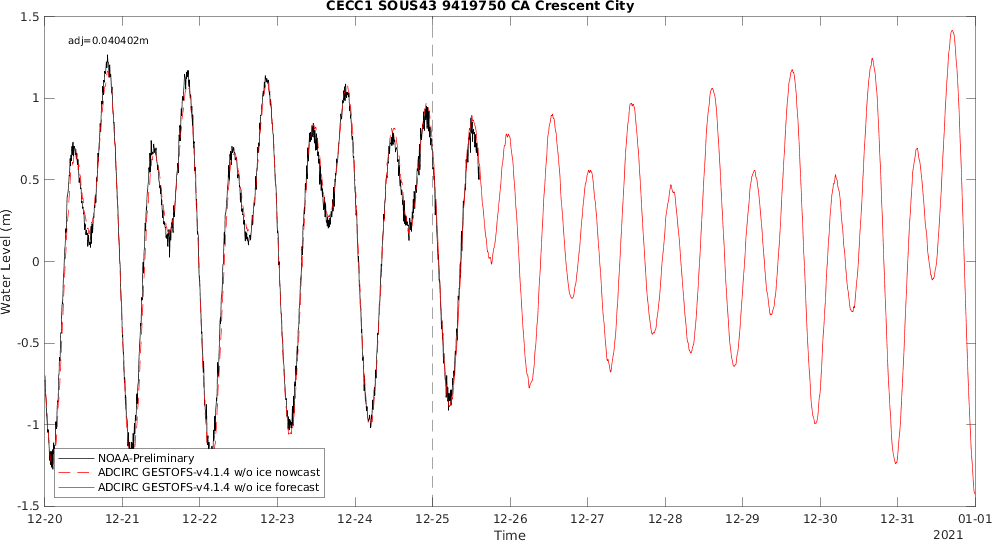 CECC1 SOUS43 9419750 CA Crescent City
adj=0.040402m
1.5
1
0.5
0
-0.5
-1
-1.5
Water Level (m)
NOAA-Preliminary
ADCIRC GESTOFS-v4.1.4 w/o ice nowcast
ADCIRC GESTOFS-v4.1.4 w/o ice forecast
12-20 12-21 12-22 12-23 12-24 12-25 12-26 12-27 12-28 12-29 12-30 12-31 01-01
Time
2021